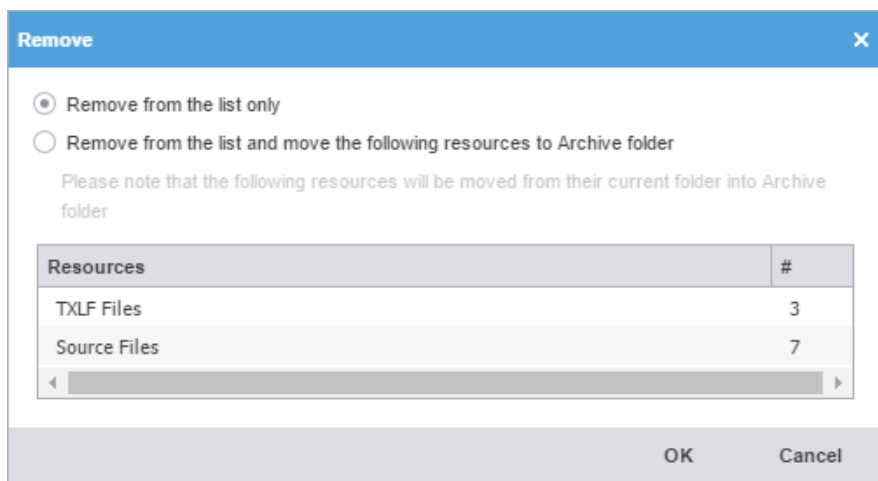 Remove
Remove from the list only
Remove from the list and move the following resources to Archive folder
Please note that the following resources will be moved from their current folder into Archive
folder
Resources #
TXLF Files 3
Source Files 7
OK Cancel